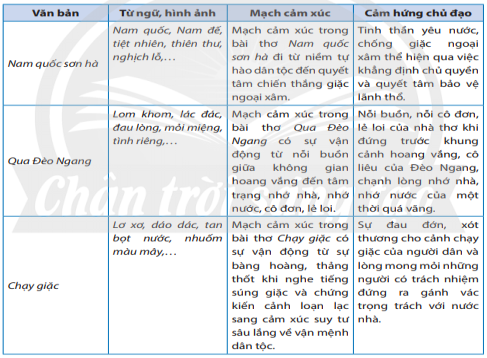 Văn bản
Từ ngữ, hình ảnh
Mạch cảm xúc
Cảm hứng chủ đạo
Nam quốc sơn hà
Nam quốc, Nam đế,
tiệt nhiên, thiên thư,
nghịch lỗ,…
Mạch cảm xúc trong
bài thơ Nam quốc
sơn hà đi từ niềm tự
hào dân tộc đến quyết
tâm chiến thắng giặc
ngoại xâm.
Tinh thần yêu nước,
chống giặc ngoại
xâm thể hiện qua việc
khẳng định chủ quyền
và quyết tâm bảo vệ
lãnh thổ.
Qua Đèo Ngang
Lom khom, lác đác,
đau lòng, mỏi miệng,
tình riêng,…
Mạch cảm xúc trong
bài thơ Qua Đèo
Ngang có sự vận
động từ nỗi buồn
giữa không gian
hoang vắng đến tâm
trạng nhớ nhà, nhớ
nước, cô đơn, lẻ loi.
Nỗi buồn, nỗi cô đơn,
lẻ loi của nhà thơ khi
đứng trước khung
cảnh hoang vắng, cô
liêu của Đèo Ngang,
chạnh lòng nhớ nhà,
nhớ nước của một
thời quá vãng.
Chạy giặc
Lơ xơ, dáo dác, tan
bọt nước, nhuốm
màu mây,…
Mạch cảm xúc trong
bài thơ Chạy giặc có
sự vận động từ sự
bàng hoàng, thảng
thốt khi nghe tiếng
súng giặc và chứng
kiến cảnh loạn lạc
sang cảm xúc suy tư
sâu lắng về vận mệnh
dân tộc.
Sự đau đớn, xót
thương cho cảnh chạy
giặc của người dân và
lòng mong mỏi những
người có trách nhiệm
đứng ra gánh vác
trọng trách với nước
nhà.
Chân trời